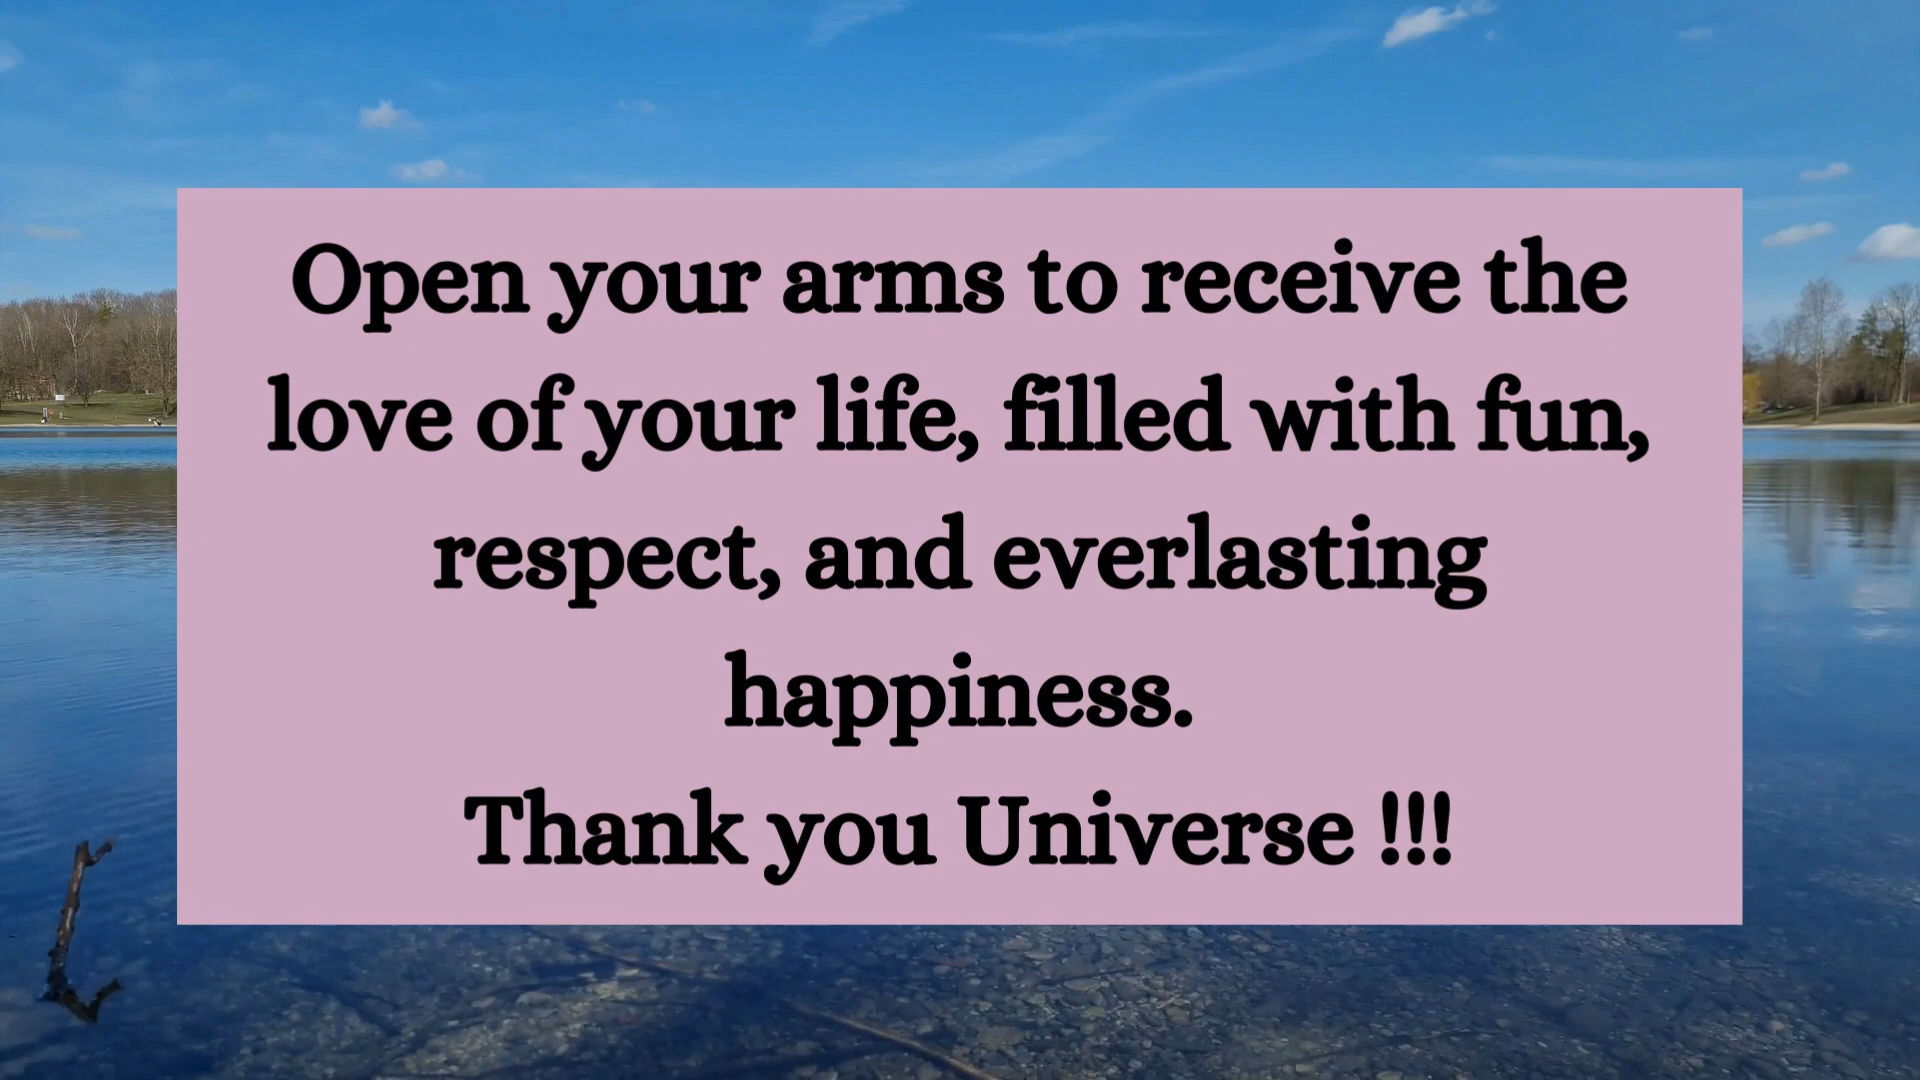 Open your arms to receive the
love of your life, filled with fun,
respect, and everlasting
happiness.
Thank you Universe !!!